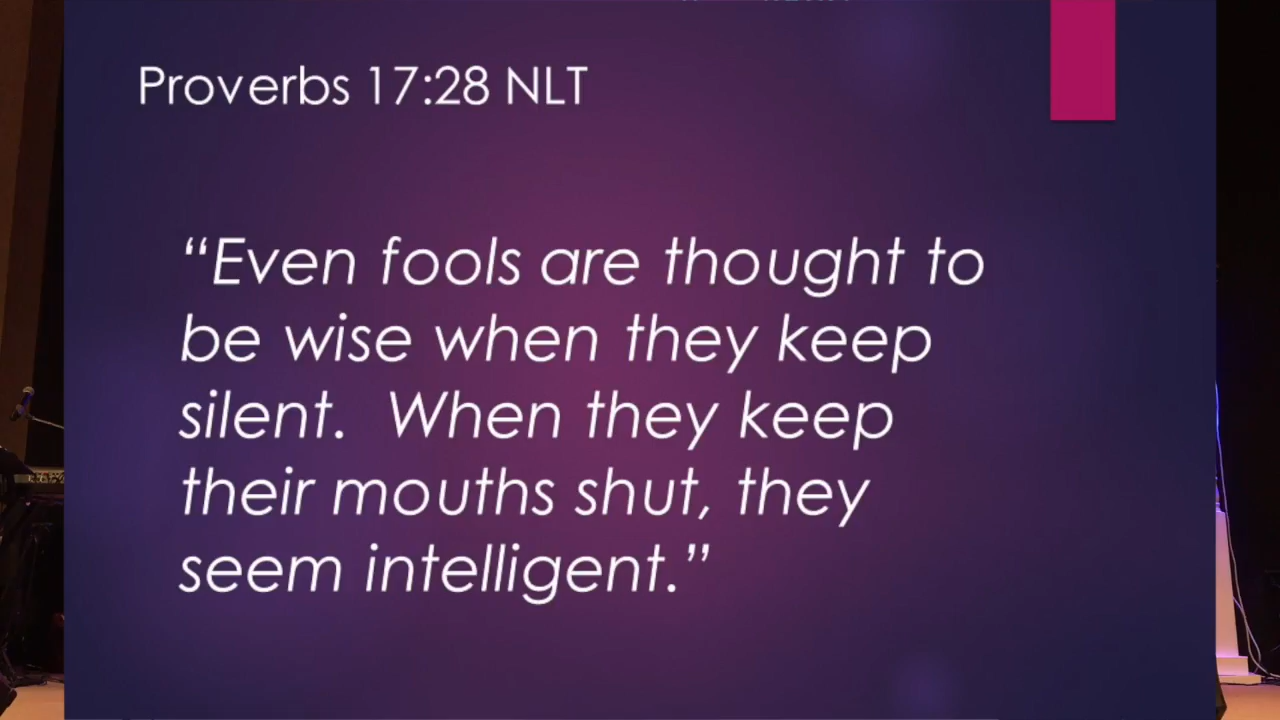 Proverbs 17:28 NLT
“Even fools are thought to
be wise when they keep
silent.  When they keep
their mouths shut, they
seem intelligent.”